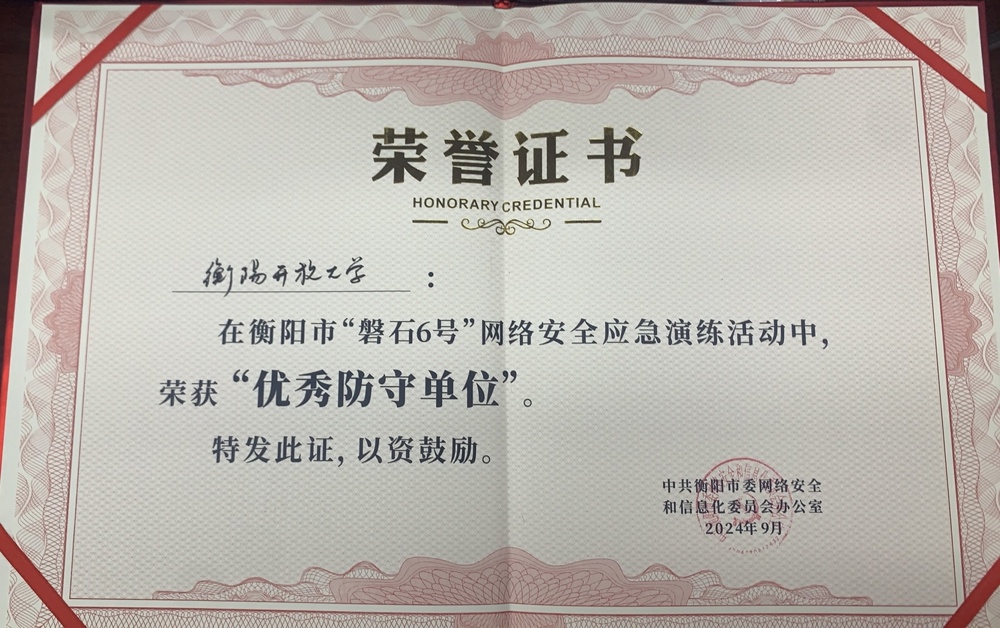 荣誉证书
HONORARY CREDENTIAL
衡陽开放大学：
在衡阳市“磐石6号”网络安全应急演练活动中，
荣获“优秀防守单位”。
特发此证，以资鼓励。
中共衡阳市委网络安全
和信息化委员会办公室
2024年9月